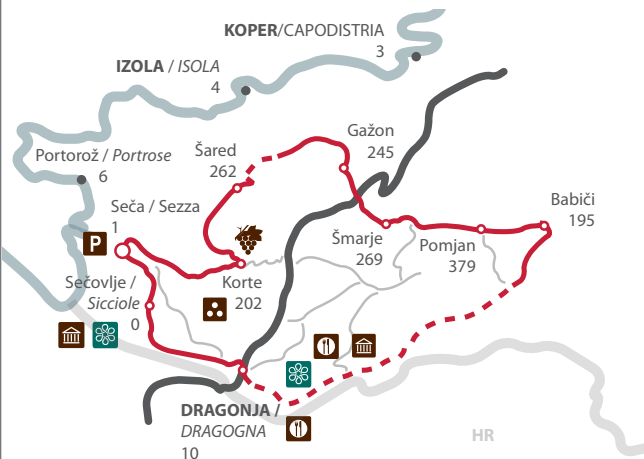 KOPER/CAPODISTRIA
3
IZOLA / ISOLA
4
Gažon
245
Šared
262
Portorož / Portrose
6
Babiči
195
Seča / Sezza
1
P
Šmarje
269
Pomjan
379
Sečovlje /
Sicciole
0
Korte
202
DRAGONJA /
DRAGOGNA
10
HR